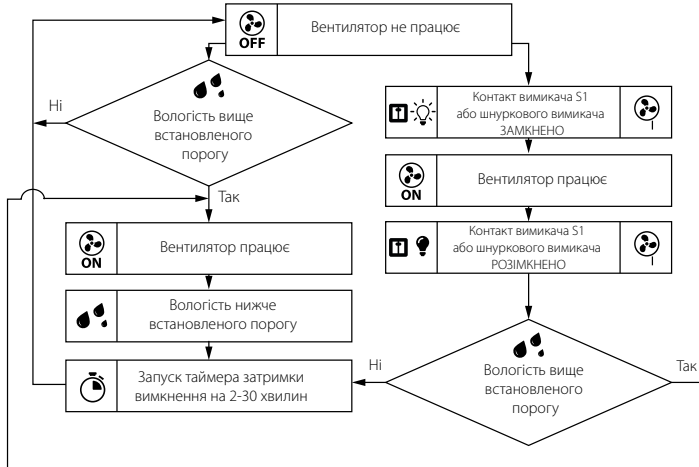 OFF
Вентилятор не працює
Ні
Вологість вище
встановленого
порогу
Так
ON
Вентилятор працює
Вологість нижче
встановленого порогу
Запуск таймера затримки
вимкнення на 2-30 хвилин
Контакт вимикача S1
або шнуркового вимикача
ЗАМКНЕНО
ON
Вентилятор працює
Контакт вимикача S1
або шнуркового вимикача
РОЗІМКНЕНО
Ні
Вологість вище
встановленого
порогу
Так